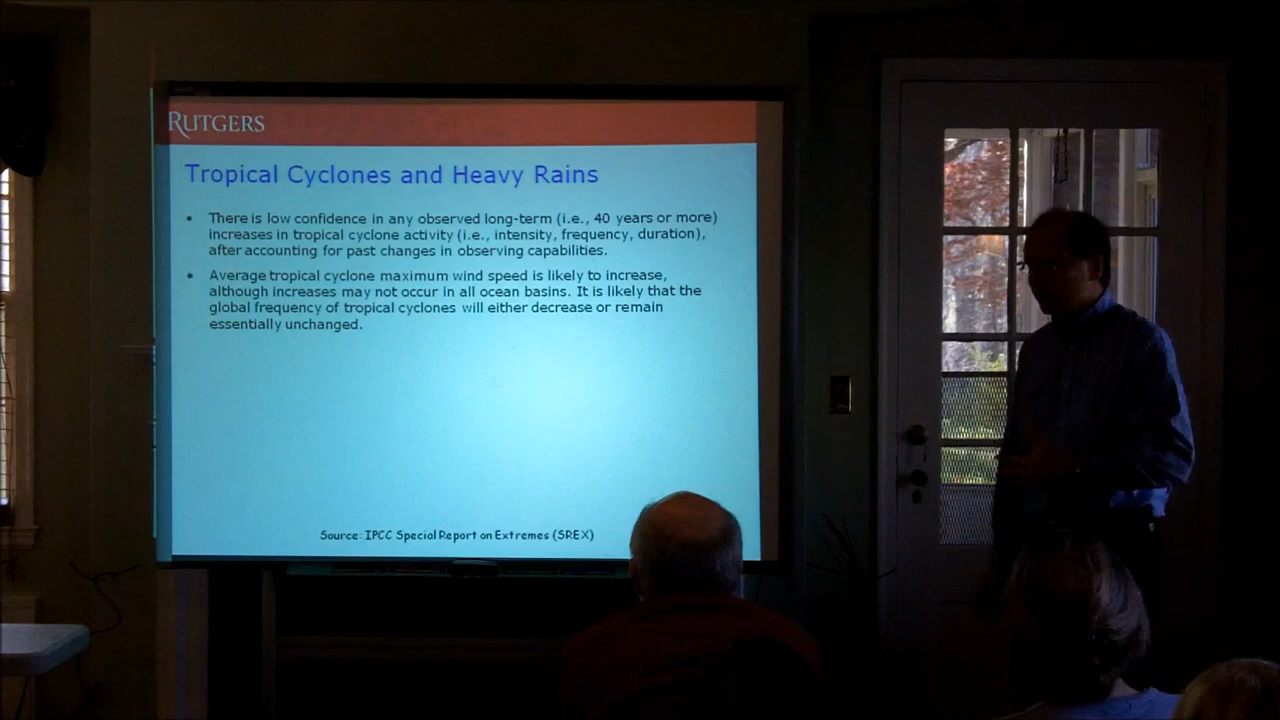 RUTGERS
Tropical Cyclones and Heavy Rains
• There is low confidence in any observed long-term (i.e., 40 years or more)
increases in tropical cyclone activity (i.e., intensity, frequency, duration),
after accounting for past changes in observing capabilities.
• Average tropical cyclone maximum wind speed is likely to increase,
although increases may not occur in all ocean basins. It is likely that the
global frequency of tropical cyclones will either decrease or remain
essentially unchanged.
Source: IPCC Special Report on Extremes (SREX)